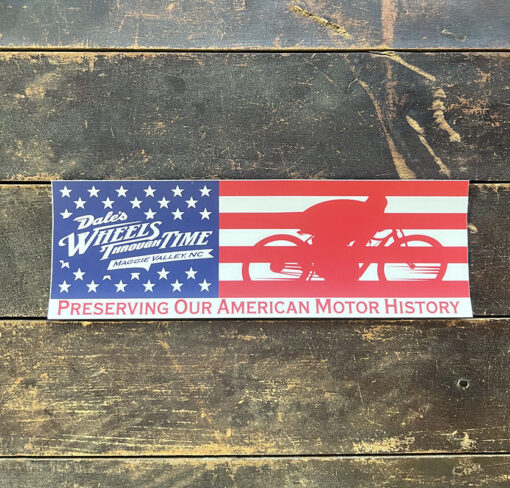 Dale's
WHEELS
THROUGH TIME
MAGGIE VALLEY, NC
PRESERVING OUR AMERICAN MOTOR HISTORY